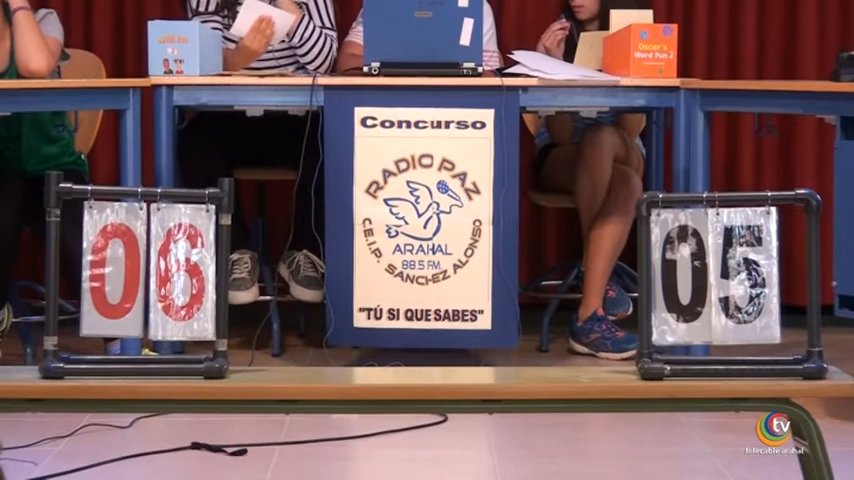 tv
telecable arahal
Oscar's
Word Fun 2
Concurso
RADIO PAZ
ARAHAL
88.5 FM.
C.E.I.P. SANCHEZ ALONSO
"TÚ SI QUE SABES"
06
05